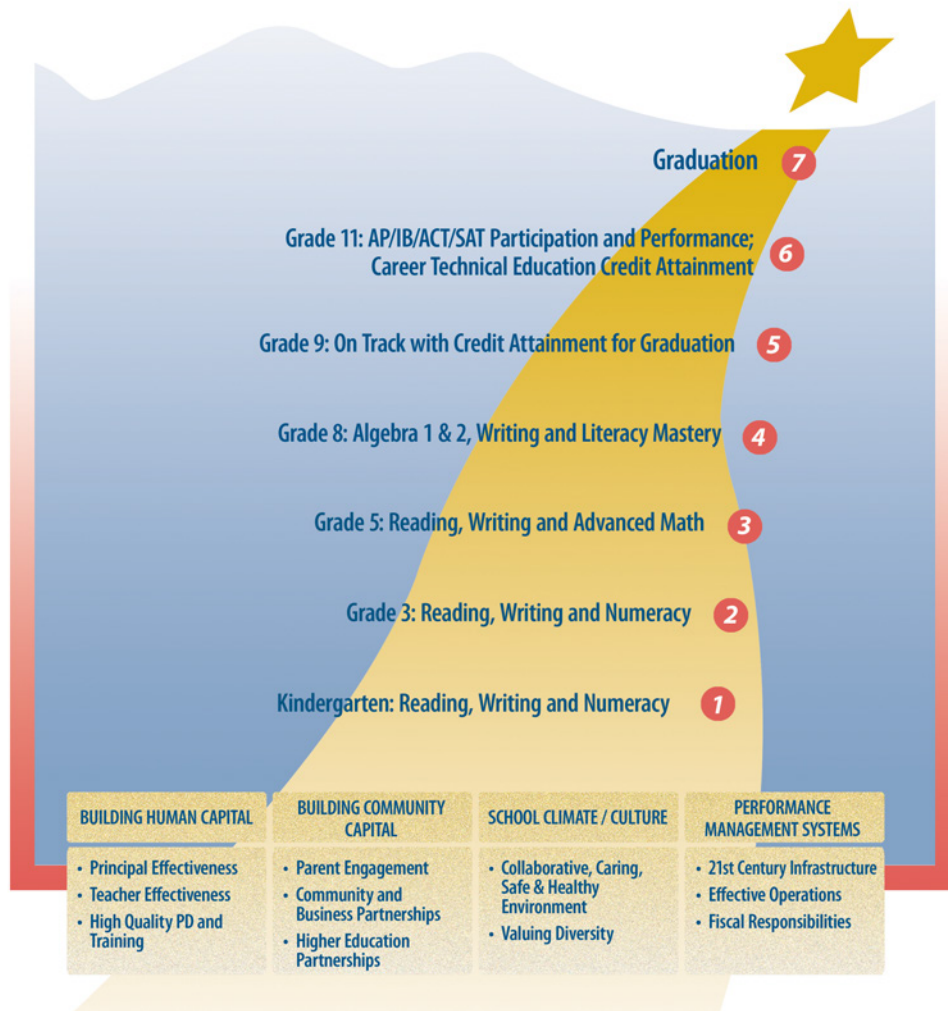 Graduation 7
Grade 11: AP/IB/ACT/SAT Participation and Performance;
Career Technical Education Credit Attainment 6
Grade 9: On Track with Credit Attainment for Graduation 5
Grade 8: Algebra 1 & 2, Writing and Literacy Mastery 4
Grade 5: Reading, Writing and Advanced Math 3
Grade 3: Reading, Writing and Numeracy 2
Kindergarten: Reading, Writing and Numeracy 1
BUILDING HUMAN CAPITAL
• Principal Effectiveness
• Teacher Effectiveness
• High Quality PD and
Training
BUILDING COMMUNITY
CAPITAL
• Parent Engagement
• Community and
Business Partnerships
• Higher Education
Partnerships
SCHOOL CLIMATE / CULTURE
• Collaborative, Caring,
Safe & Healthy
Environment
• Valuing Diversity
PERFORMANCE
MANAGEMENT SYSTEMS
• 21st Century Infrastructure
• Effective Operations
• Fiscal Responsibilities